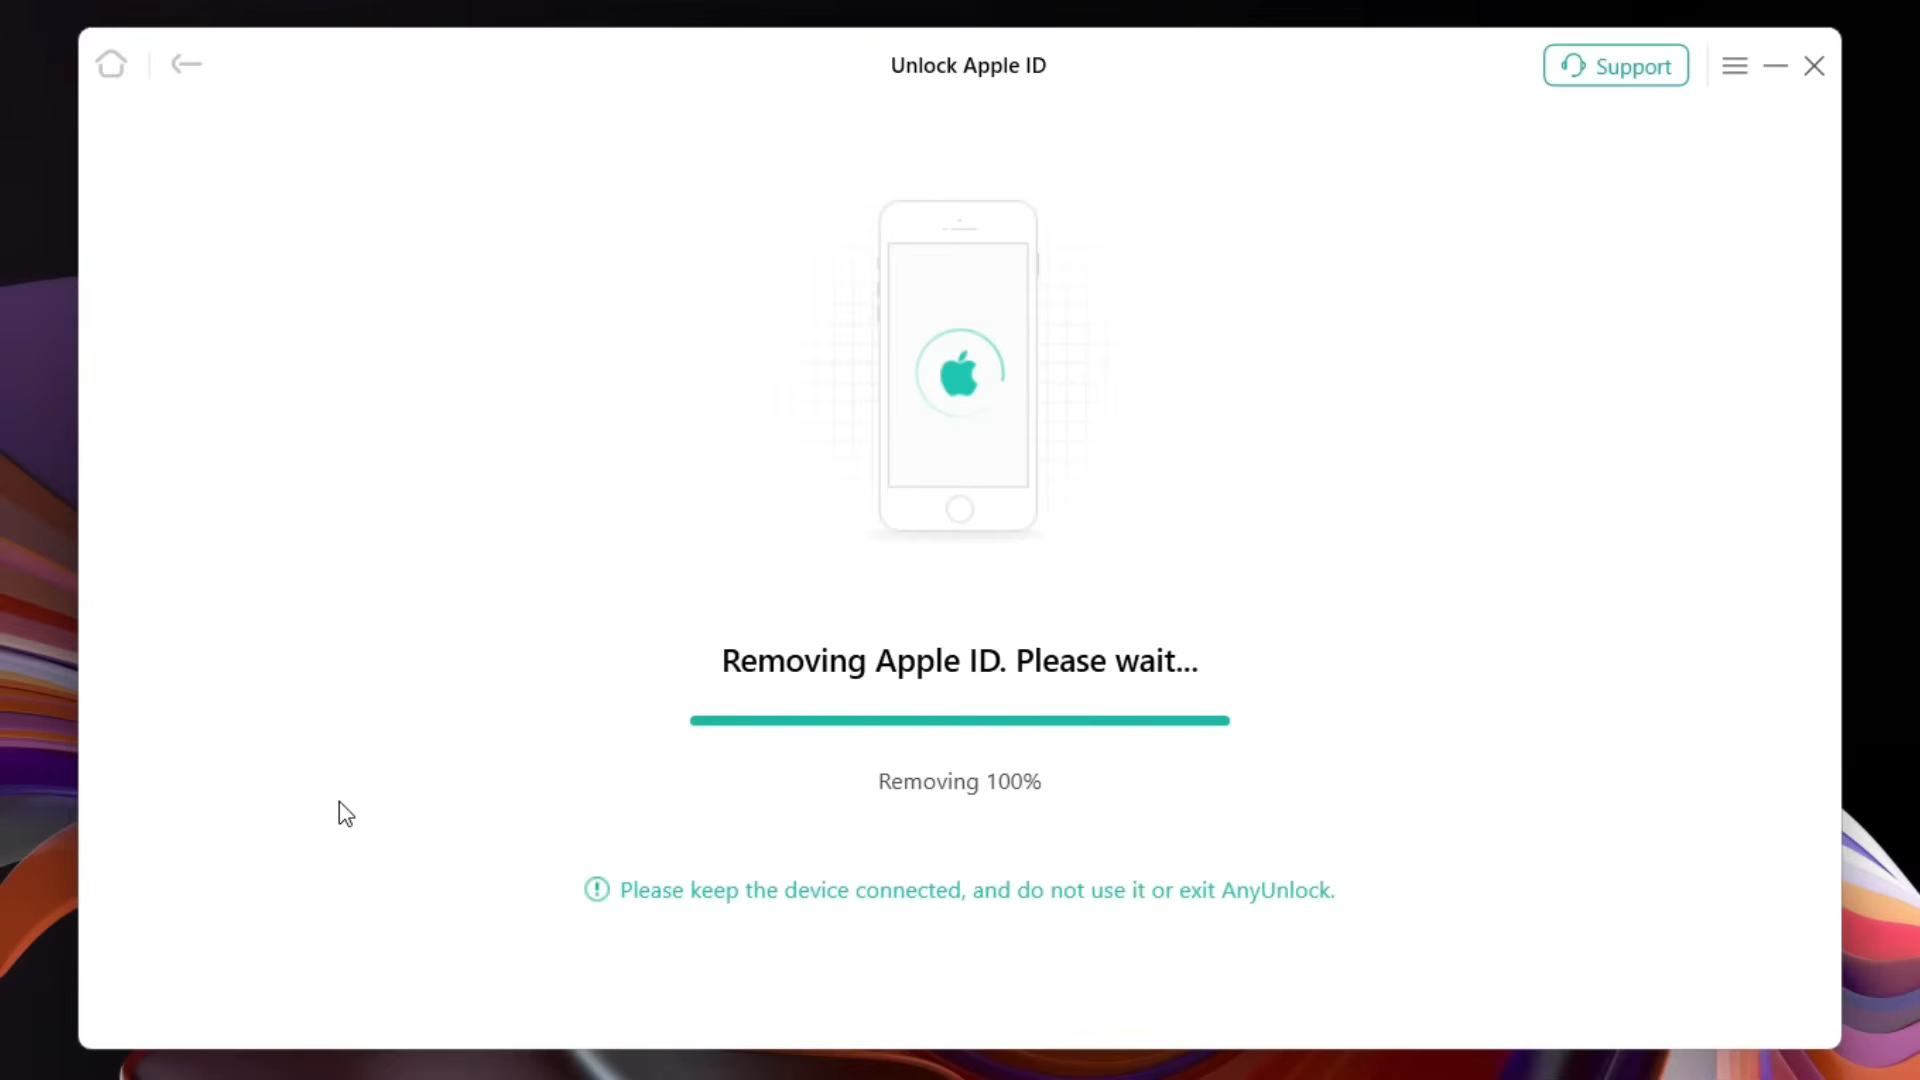 Unlock Apple ID
Support
Removing Apple ID. Please wait...
Removing 100%
Please keep the device connected, and do not use it or exit AnyUnlock.